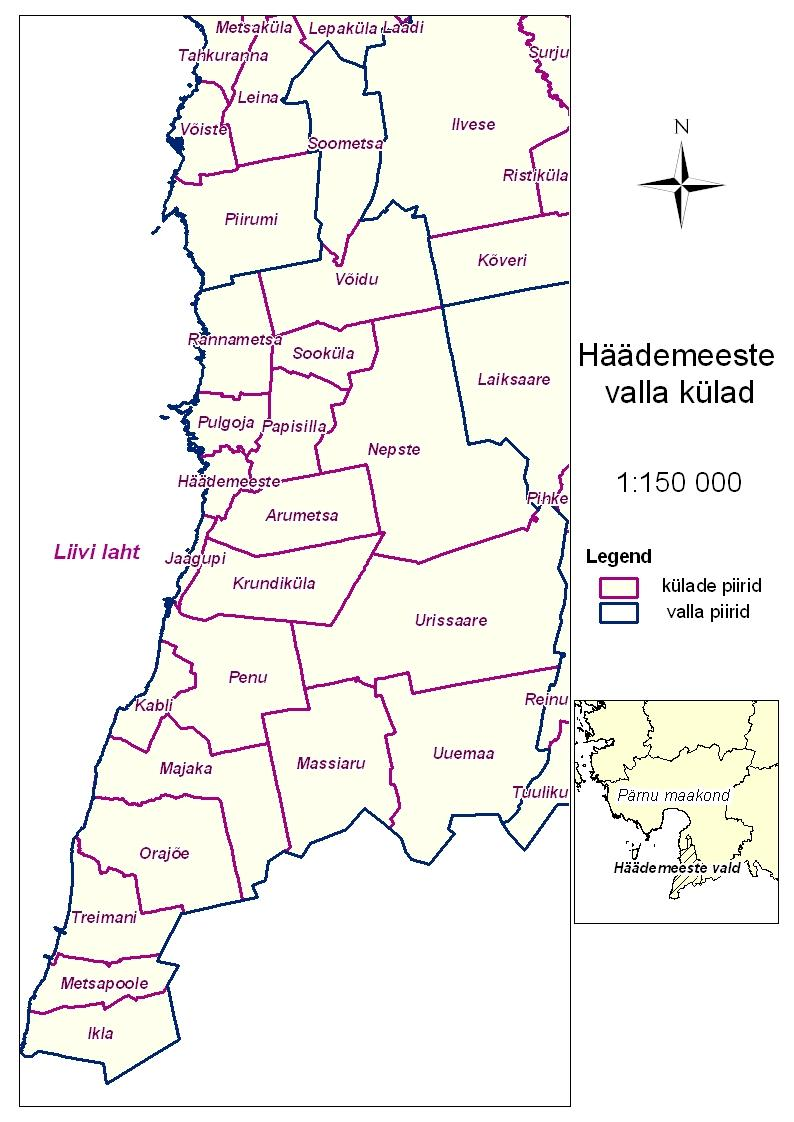 Metsaküla
Lepaküla
Laadi
Tahkuranna
Surju
Leina
Võiste
Ilvese
Soometsa
Ristiküla
Piirumi
Kõveri
Võidu
Rannametsa
Sooküla
Laiksaare
Pulgoja
Papisilla
Nepste
Häädemeeste
Pihke
Arumetsa
Liivi laht
Jaagupi
Krundiküla
Urissaare
Penu
Reinu
Kabli
Majaka
Massiaru
Uuemaa
Tuuliku
Orajõe
Treimani
Metsapoole
Ikla
N
Häädemeeste
valla külad
1:150 000
Legend
külade piirid
valla piirid
Pärnu maakond
Häädemeeste vald